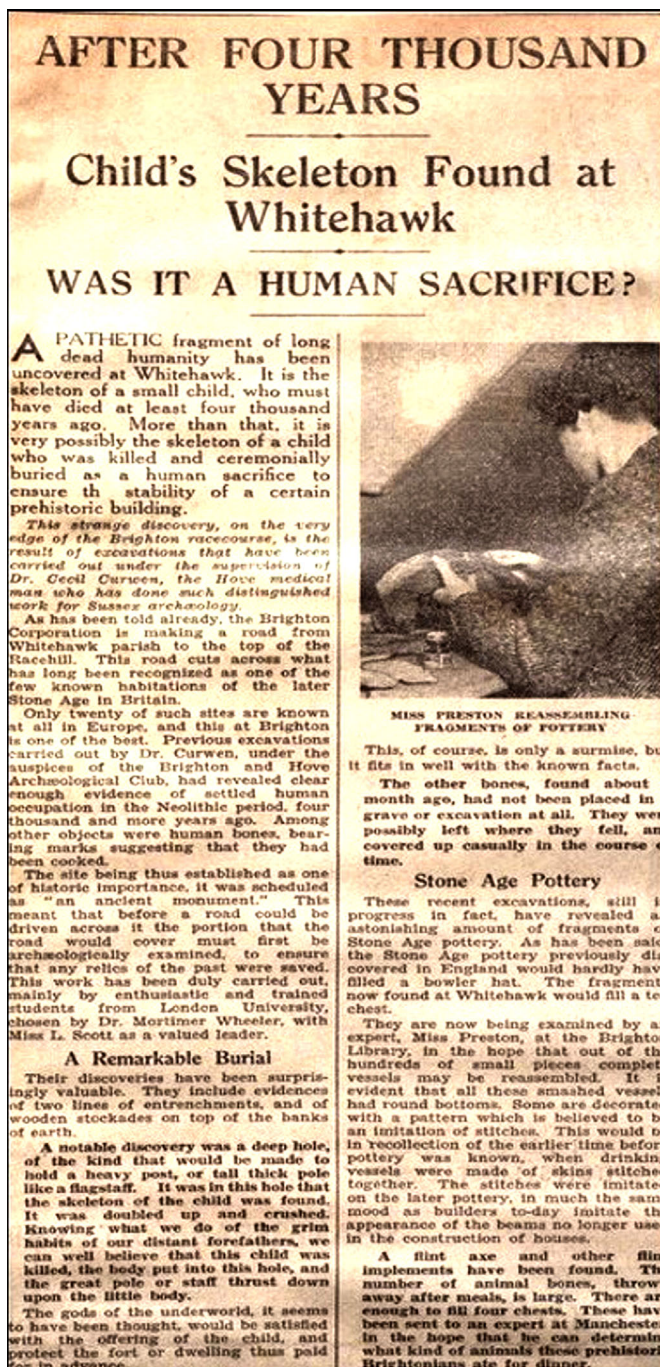 AFTER FOUR THOUSAND
YEARS
Child's Skeleton Found at
Whitehawk
WAS IT A HUMAN SACRIFICE?
A PATHETIC fragment of long
dead humanity has been
uncovered at Whitehawk. It is the
skeleton of a small child, who must
have died at least four thousand
years ago. More than that, it is
very possibly the skeleton of a child
who was killed and ceremonially
buried as a human sacrifice to
ensure th stability of a certain
prehistoric building.
This strange discovery, on the very
edge of the Brighton racecourse, is the
result of excavations that have been
carried out under the supervision of
Dr. Cecil Curwen, the Hove medical
man who has done such distinguished
work for Sussex archæology.
As has been told already, the Brighton
Corporation is making a road from
Whitehawk parish to the top of the
Racehill. This road cuts across what
has long been recognized as one of the
few known habitations of the later
Stone Age in Britain.
Only twenty of such sites are known
at all in Europe, and this at Brighton
is one of the best. Previous excavations
carried out by Dr. Curwen, under the
auspices of the Brighton and Hove
Archæological Club, had revealed clear
enough evidence of settled human
occupation in the Neolithic period, four
thousand and more years ago. Among
other objects were human bones, bear-
ing marks suggesting that they had
been cooked.
The site being thus established as one
of historic importance, it was scheduled
as "an ancient monument." This
meant that before a road could be
driven across it the portion that the
road would cover must first be
archæologically examined, to ensure
that any relics of the past were saved.
This work has been duly carried out,
mainly by enthusiastic and trained
students from London University,
chosen by Dr. Mortimer Wheeler, with
Miss L. Scott as a valued leader.
A Remarkable Burial
Their discoveries have been surpris-
ingly valuable. They include evidences
of two lines of entrenchments, and of
wooden stockades on top of the banks
of earth.
A notable discovery was a deep hole,
of the kind that would be made to
hold a heavy post, or tall thick pole
like a flagstaff. It was in this hole that
the skeleton of the child was found.
It was doubled up and crushed.
Knowing what we do of the grim
habits of our distant forefathers, we
can well believe that this child was
killed, the body put into this hole, and
the great pole or staff thrust down
upon the little body.
The gods of the underworld, it seems
to have been thought, would be satisfied
with the offering of the child, and
protect the fort or dwelling thus paid
for in advance.
MISS PRESTON REASSEMBLING
FRAGMENTS OF POTTERY
This, of course, is only a surmise, bu
it fits in well with the known facts.
The other bones, found about
month ago, had not been placed in
grave or excavation at all. They wer
possibly left where they fell, an
covered up casually in the course o
time.
Stone Age Pottery
These recent excavations, still i
progress in fact, have revealed a
astonishing amount of fragments o
Stone Age pottery. As has been said
the Stone Age pottery previously dis
covered in England would hardly hav
filled a bowler hat. The fragment
now found at Whitehawk would fill a te
chest.
They are now being examined by a
expert, Miss Preston, at the Brighto
Library, in the hope that out of th
hundreds of small pieces complet
vessels may be reassembled. It i
evident that all these smashed vessel
had round bottoms. Some are decorate
with a pattern which is believed to b
an imitation of stitches. This would b
in recollection of the earlier time befor
pottery was known, when drinkin
vessels were made of skins stitche
together. The stitches were imitate
on the later pottery, in much the sam
mood as builders to-day imitate th
appearance of the beams no longer use
in the construction of houses.
A flint axe and other flin
implements have been found. Th
number of animal bones, throw
away after meals, is large. There ar
enough to fill four chests. These hav
been sent to an expert at Mancheste
in the hope that he can determin
what kind of animals these prehistori
Brightonians ate for dinner.